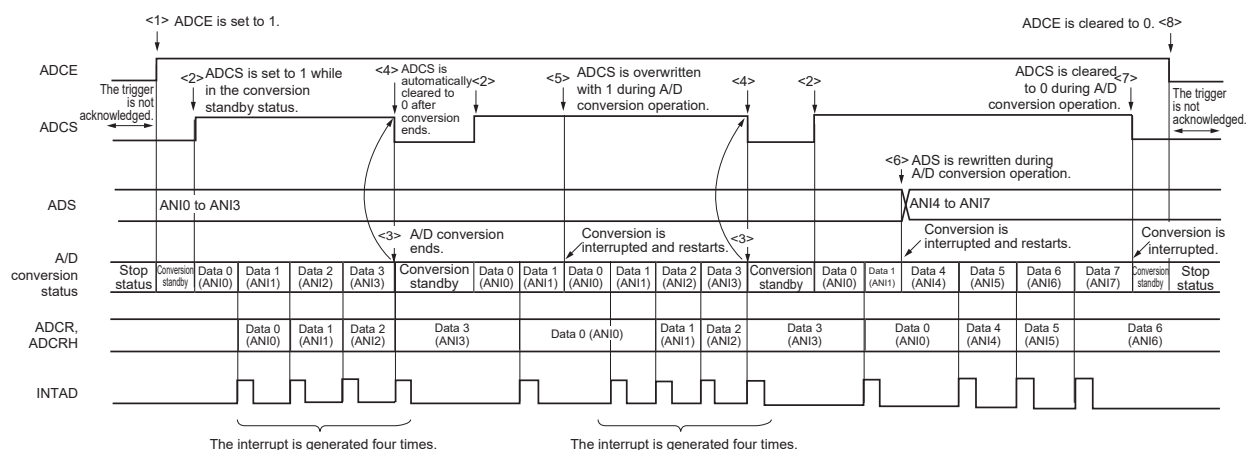 <1> ADCE is set to 1.
ADCE is cleared to 0. <8>
ADCE
The trigger
is not
acknowledged.
<2> ADCS is set to 1 while
in the conversion
standby status.
<4> ADCS is
automatically
cleared to
0 after
conversion
ends.
<2>
<5> ADCS is overwritten
with 1 during A/D
conversion operation.
<4>
<2>
ADCS is cleared <7>
to 0 during A/D
conversion operation.
The trigger
is not
acknowledged.
ADCS
<6> ADS is rewritten during
A/D conversion operation.
ADS
ANI0 to ANI3
ANI4 to ANI7
<3> A/D conversion
ends.
Conversion is
interrupted and restarts.
<3>
Conversion is
interrupted and restarts.
Conversion is
interrupted.
A/D
conversion
status
Stop
status
Conversion
standby
Data 0
(ANI0)
Data 1
(ANI1)
Data 2
(ANI2)
Data 3
(ANI3)
Conversion
standby
Data 0
(ANI0)
Data 1
(ANI1)
Data 0
(ANI0)
Data 1
(ANI1)
Data 2
(ANI2)
Data 3
(ANI3)
Conversion
standby
Data 0
(ANI0)
Data 1
(ANI1)
Data 4
(ANI4)
Data 5
(ANI5)
Data 6
(ANI6)
Data 7
(ANI7)
Conversion
standby
Stop
status
ADCR,
ADCRH
Data 0
(ANI0)
Data 1
(ANI1)
Data 2
(ANI2)
Data 3
(ANI3)
Data 0 (ANI0)
Data 1
(ANI1)
Data 2
(ANI2)
Data 3
(ANI3)
Data 0
(ANI0)
Data 4
(ANI4)
Data 5
(ANI5)
Data 6
(ANI6)
INTAD
The interrupt is generated four times.
The interrupt is generated four times.